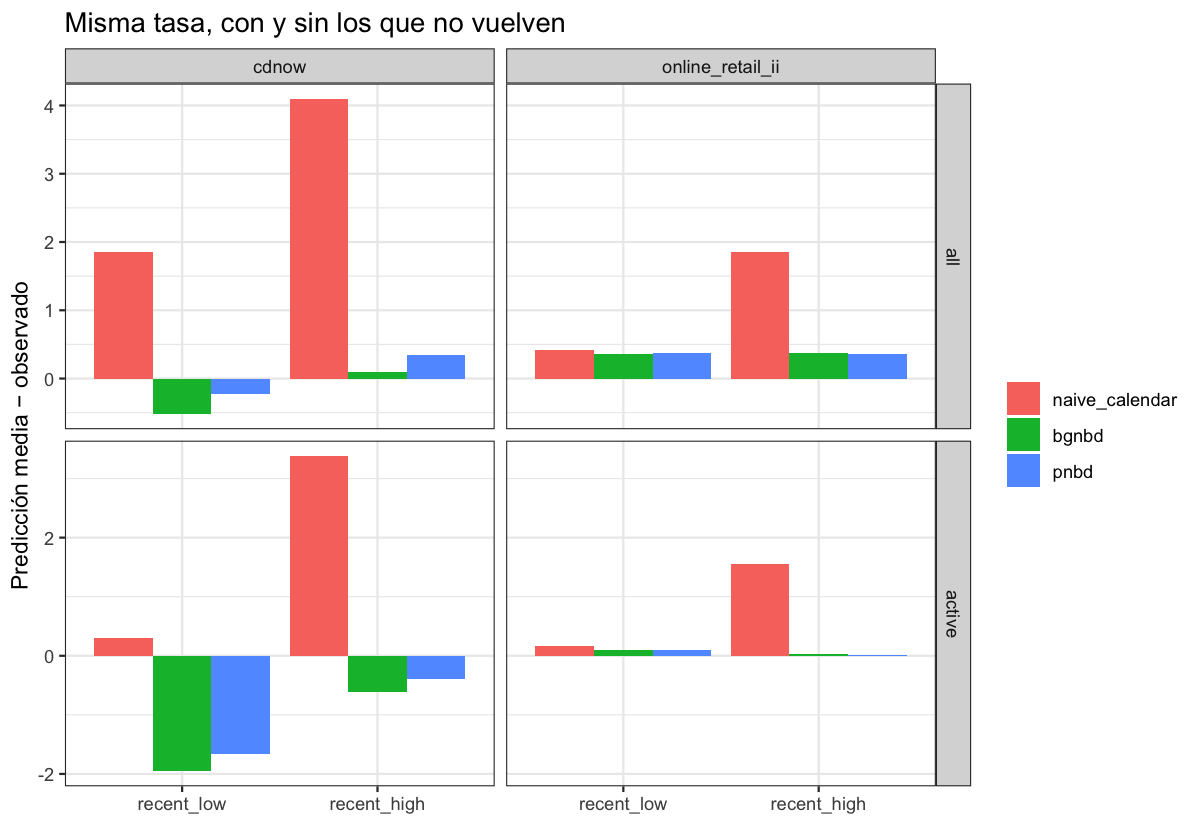 Misma tasa, con y sin los que no vuelven
cdnow
online_retail_ii
Predicción media − observado
4
3
2
1
0
all
2
0
-2
active
recent_low
recent_high
recent_low
recent_high
naive_calendar
bgnbd
pnbd